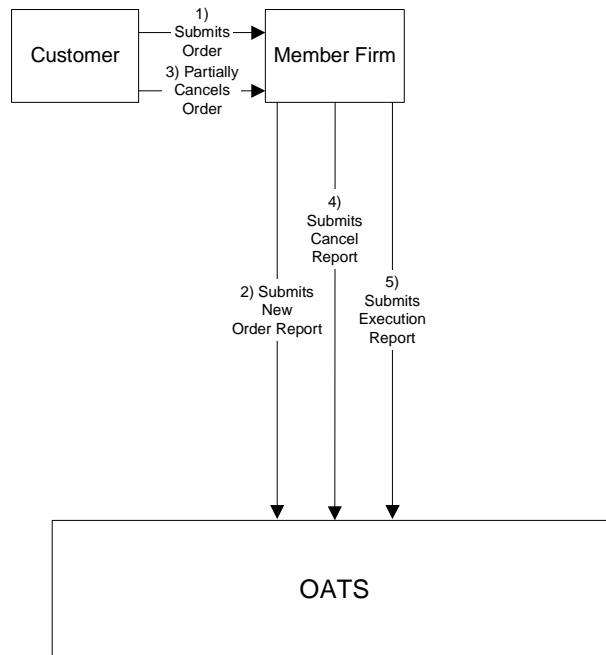 1)
Submits
Order
Customer
Member Firm
3) Partially
Cancels
Order
4)
Submits
Cancel
Report
2) Submits
New
Order Report
5)
Submits
Execution
Report
OATS